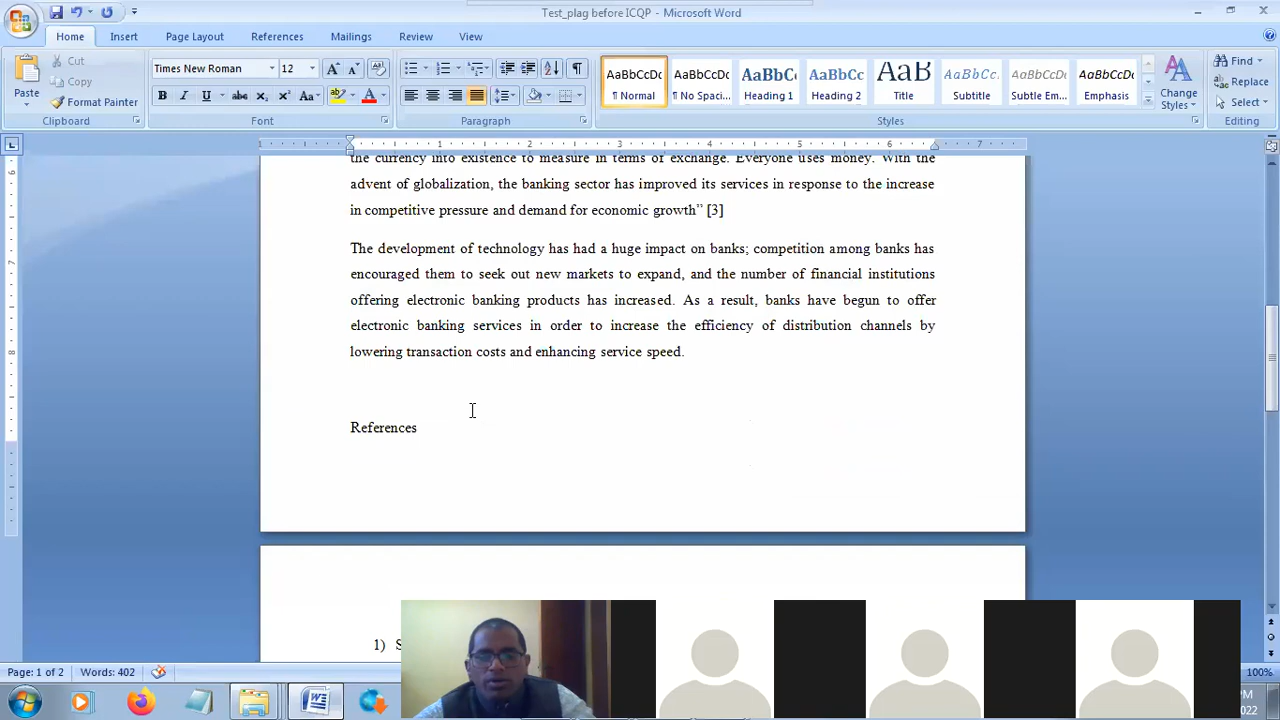 Test_plag before ICQP - Microsoft Word
Home Insert Page Layout References Mailings Review View
Cut
Copy
Format Painter
Paste
Clipboard
Times New Roman 12
Font
Paragraph
AaBbCcDc AaBbCcDc AaBbC AaBbCc AaB AaBbCc. AaBbCcDc AaBbCcDc
¶ Normal ¶ No Spaci... Heading 1 Heading 2 Title Subtitle Subtle Em... Emphasis
Change Styles
Styles
Find
Replace
Select
Editing
the currency into existence to measure in terms of exchange. Everyone uses money. With the
advent of globalization, the banking sector has improved its services in response to the increase
in competitive pressure and demand for economic growth” [3]
The development of technology has had a huge impact on banks; competition among banks has
encouraged them to seek out new markets to expand, and the number of financial institutions
offering electronic banking products has increased. As a result, banks have begun to offer
electronic banking services in order to increase the efficiency of distribution channels by
lowering transaction costs and enhancing service speed.
References
1) S
Page: 1 of 2 Words: 402
100%
PM
2022